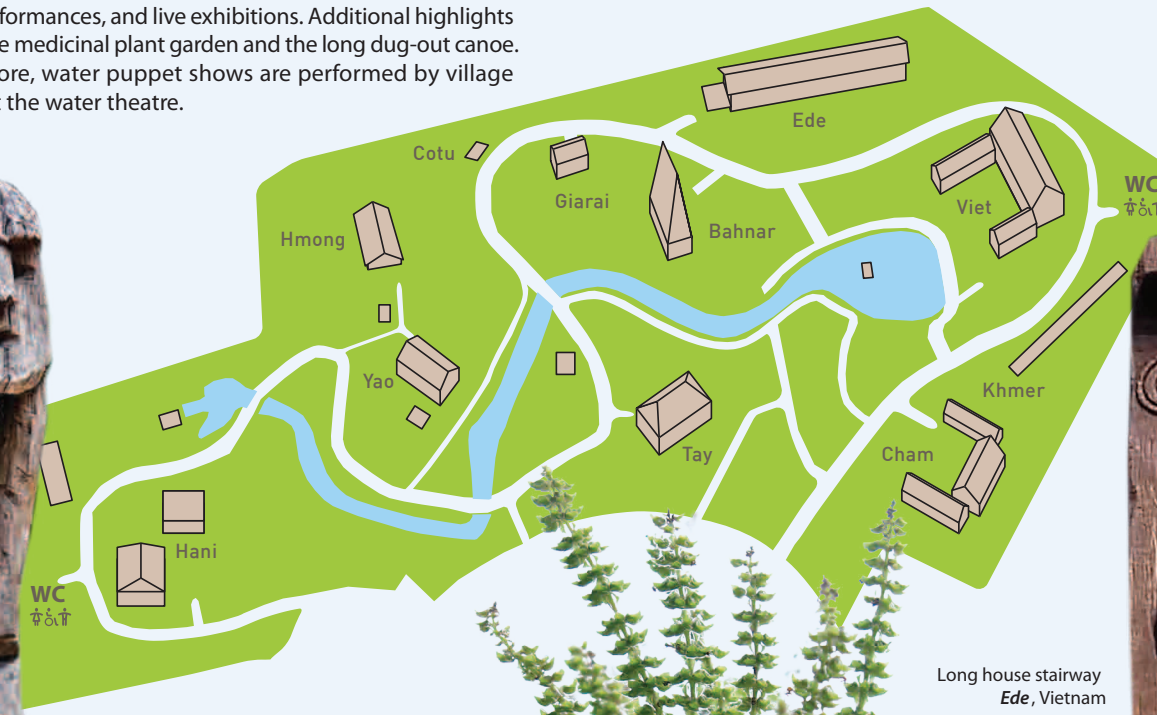 formances, and live exhibitions. Additional highlights
e medicinal plant garden and the long dug-out canoe.
ore, water puppet shows are performed by village
t the water theatre.
Ede
Cotu
Giarai
WC
Hmong
Bahnar
Viet
Yao
Khmer
Tay
Cham
Hani
WC
Long house stairway
Ede, Vietnam